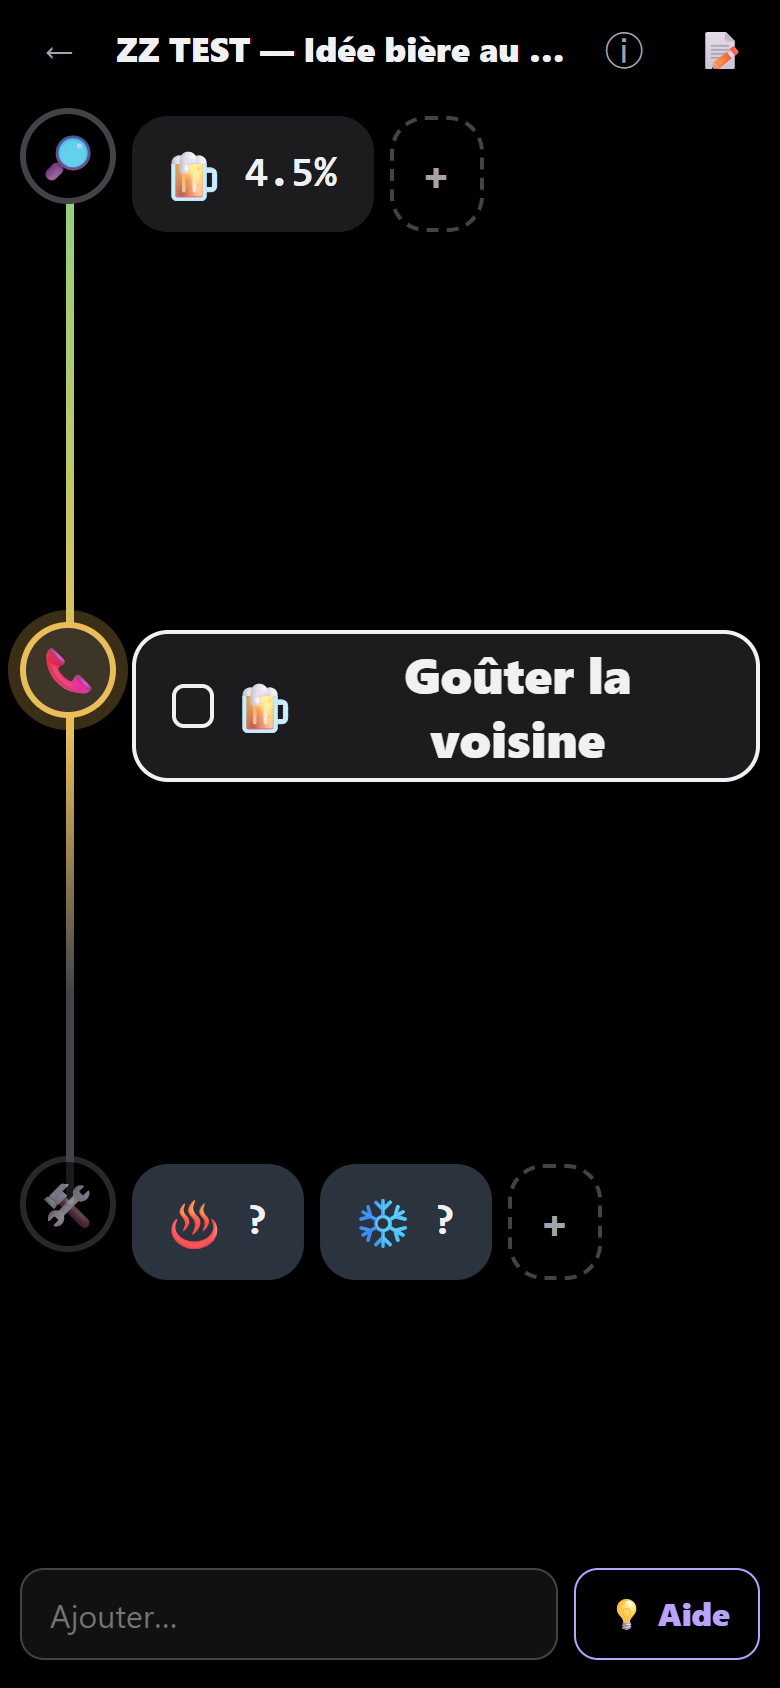 ZZ TEST — Idée bière au ...
4.5%
+
Goûter la
voisine
? ? +
Ajouter...
Aide